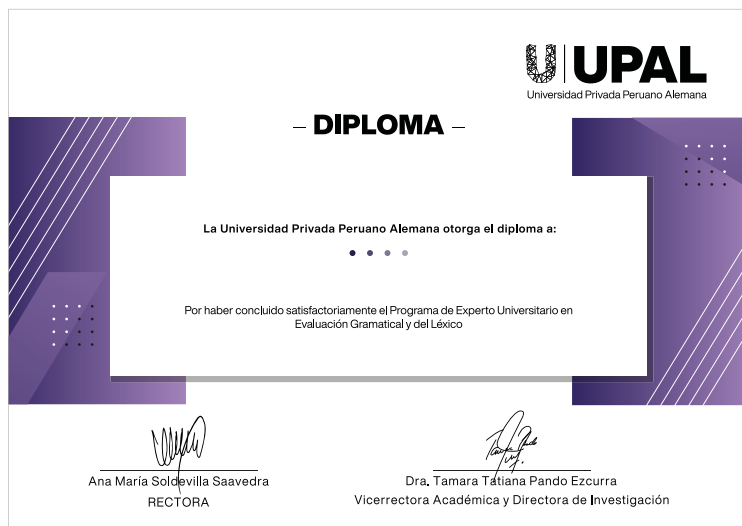 UPAL
Universidad Privada Peruano Alemana
– DIPLOMA –
La Universidad Privada Peruano Alemana otorga el diploma a:
Por haber concluido satisfactoriamente el Programa de Experto Universitario en
Evaluación Gramatical y del Léxico
Ana María Soldevilla Saavedra
RECTORA
Dra. Tamara Tatiana Pando Ezcurra
Vicerrectora Académica y Directora de Investigación